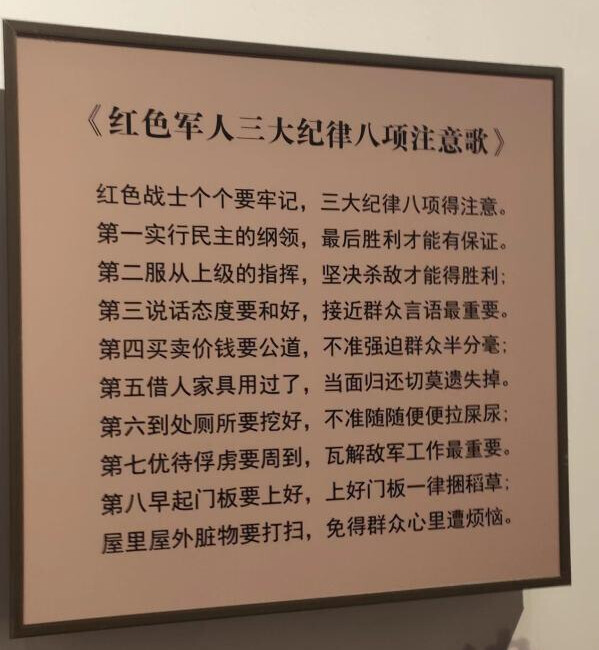 《红色军人三大纪律八项注意歌》
红色战士个个要牢记，三大纪律八项得注意。
第一实行民主的纲领，最后胜利才能有保证。
第二服从上级的指挥，坚决杀敌才能得胜利；
第三说话态度要和好，接近群众言语最重要。
第四买卖价钱要公道，不准强迫群众半分毫；
第五借人家具用过了，当面归还切莫遗失掉。
第六到处厕所要挖好，不准随随便便拉屎尿；
第七优待俘虏要周到，瓦解敌军工作最重要。
第八早起门板要上好，上好门板一律捆稻草；
屋里屋外脏物要打扫，免得群众心里遭烦恼。